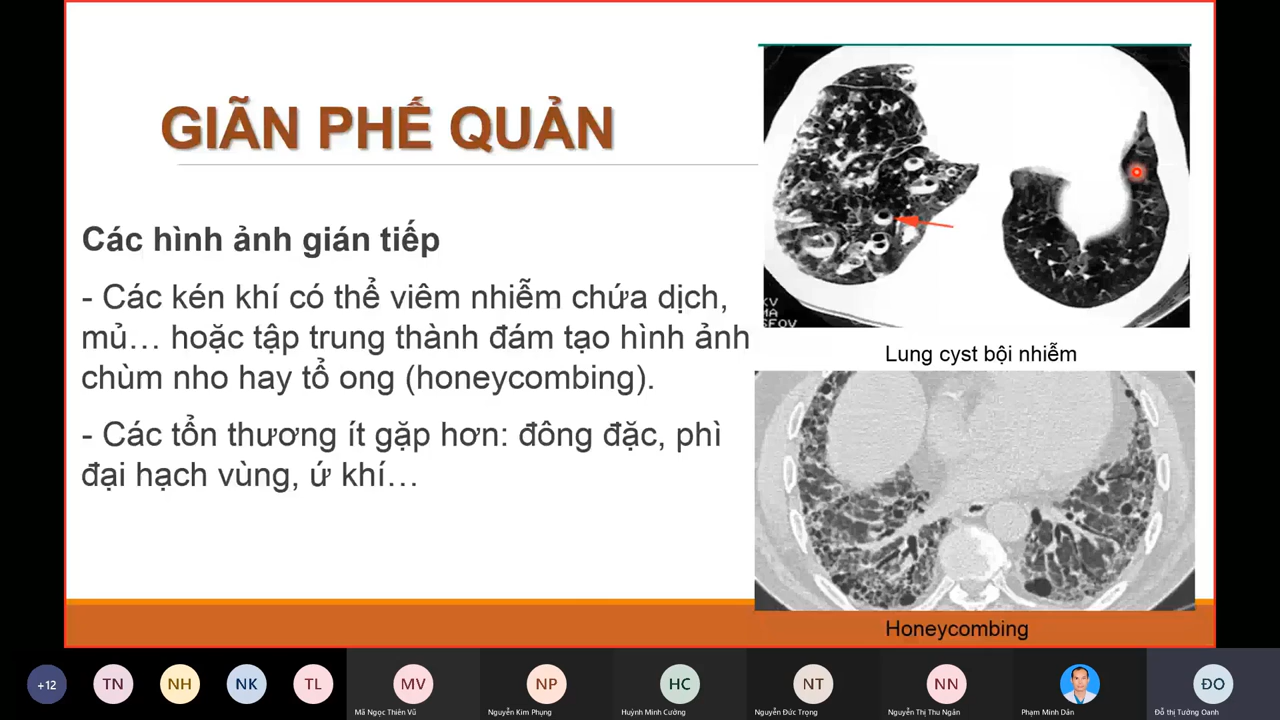 GIÃN PHẾ QUẢN
Các hình ảnh gián tiếp
- Các kén khí có thể viêm nhiễm chứa dịch,
mủ… hoặc tập trung thành đám tạo hình ảnh
chùm nho hay tổ ong (honeycombing).
- Các tổn thương ít gặp hơn: đông đặc, phì
đại hạch vùng, ứ khí…
KV
MA
SFOV
Lung cyst bội nhiễm
Honeycombing
+12
TN
NH
NK
TL
MV
NP
HC
NT
NN
ĐO
Mã Ngọc Thiên Vũ
Nguyễn Kim Phụng
Huỳnh Minh Cường
Nguyễn Đức Trọng
Nguyễn Thị Thu Ngân
Phạm Minh Dân
Đỗ thị Tường Oanh